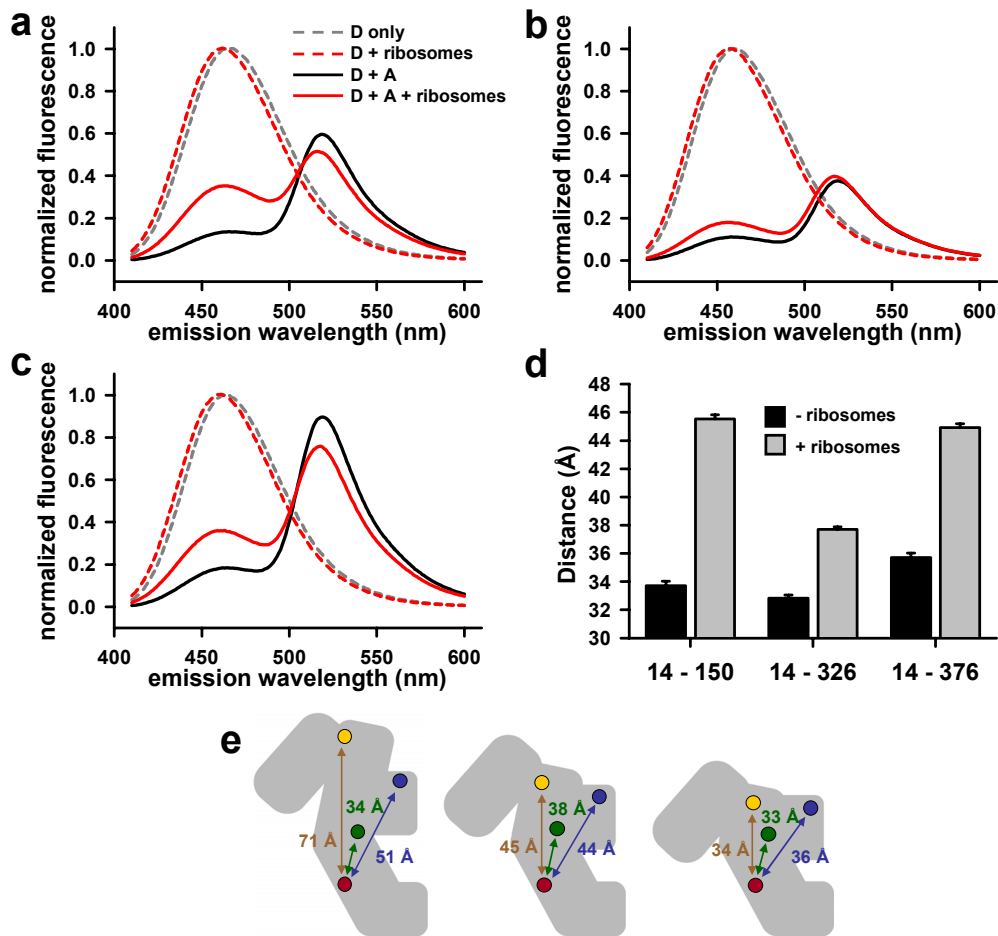 a
D only
D + ribosomes
D + A
D + A + ribosomes
normalized fluorescence
1.0
0.8
0.6
0.4
0.2
0.0
400 450 500 550 600
emission wavelength (nm)
b
normalized fluorescence
1.0
0.8
0.6
0.4
0.2
0.0
400 450 500 550 600
emission wavelength (nm)
c
normalized fluorescence
1.0
0.8
0.6
0.4
0.2
0.0
400 450 500 550 600
emission wavelength (nm)
d
Distance (Å)
48
46
44
42
40
38
36
34
32
30
- ribosomes
+ ribosomes
14 - 150 14 - 326 14 - 376
e
34 Å
71 Å
51 Å
38 Å
45 Å
44 Å
33 Å
34 Å
36 Å